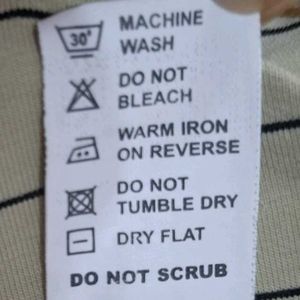 30°
MACHINE
WASH
DO NOT
BLEACH
WARM IRON
ON REVERSE
DO NOT
TUMBLE DRY
DRY FLAT
DO NOT SCRUB